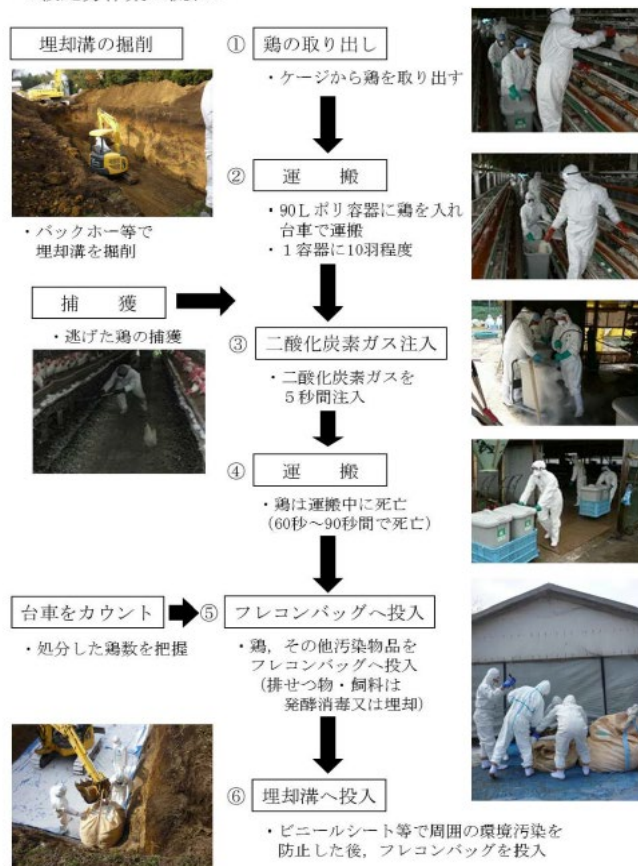 埋却溝の掘削
・バックホー等で
埋却溝を掘削
① 鶏の取り出し
・ケージから鶏を取り出す
② 運 搬
・90Lポリ容器に鶏を入れ
台車で運搬
・1容器に10羽程度
捕 獲
・逃げた鶏の捕獲
③ 二酸化炭素ガス注入
・二酸化炭素ガスを
5秒間注入
④ 運 搬
・鶏は運搬中に死亡
(60秒～90秒間で死亡)
台車をカウント
・処分した鶏数を把握
⑤ フレコンバッグへ投入
・鶏，その他汚染物品を
フレコンバッグへ投入
(排せつ物・飼料は
発酵消毒又は埋却)
⑥ 埋却溝へ投入
・ビニールシート等で周囲の環境汚染を
防止した後，フレコンバッグを投入